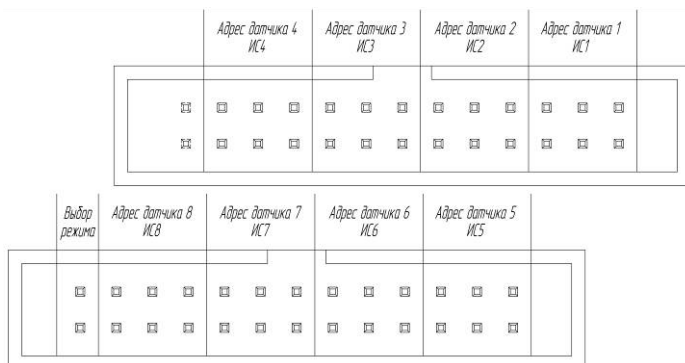 Адрес датчика 4 Адрес датчика 3 Адрес датчика 2 Адрес датчика 1
ИС4 ИС3 ИС2 ИС1
Выбор Адрес датчика 8 Адрес датчика 7 Адрес датчика 6 Адрес датчика 5
режима ИС8 ИС7 ИС6 ИС5